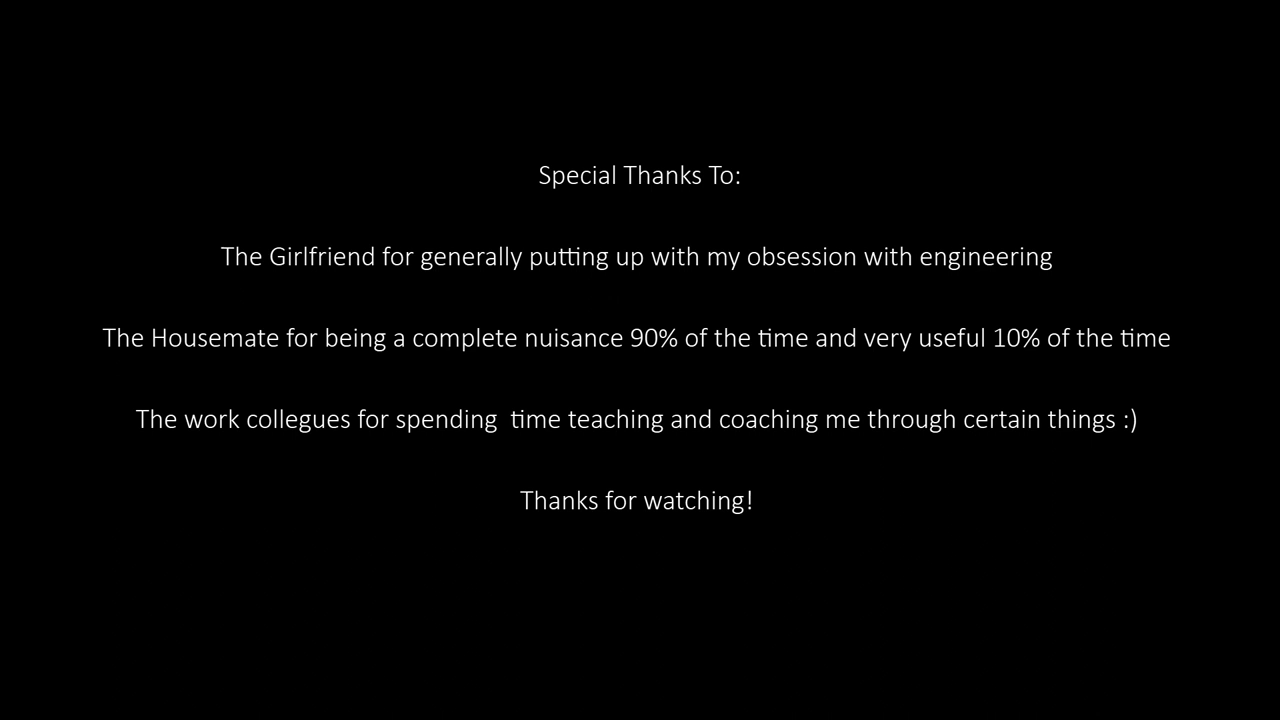 Special Thanks To:
The Girlfriend for generally putting up with my obsession with engineering
The Housemate for being a complete nuisance 90% of the time and very useful 10% of the time
The work collegues for spending  time teaching and coaching me through certain things :)
Thanks for watching!